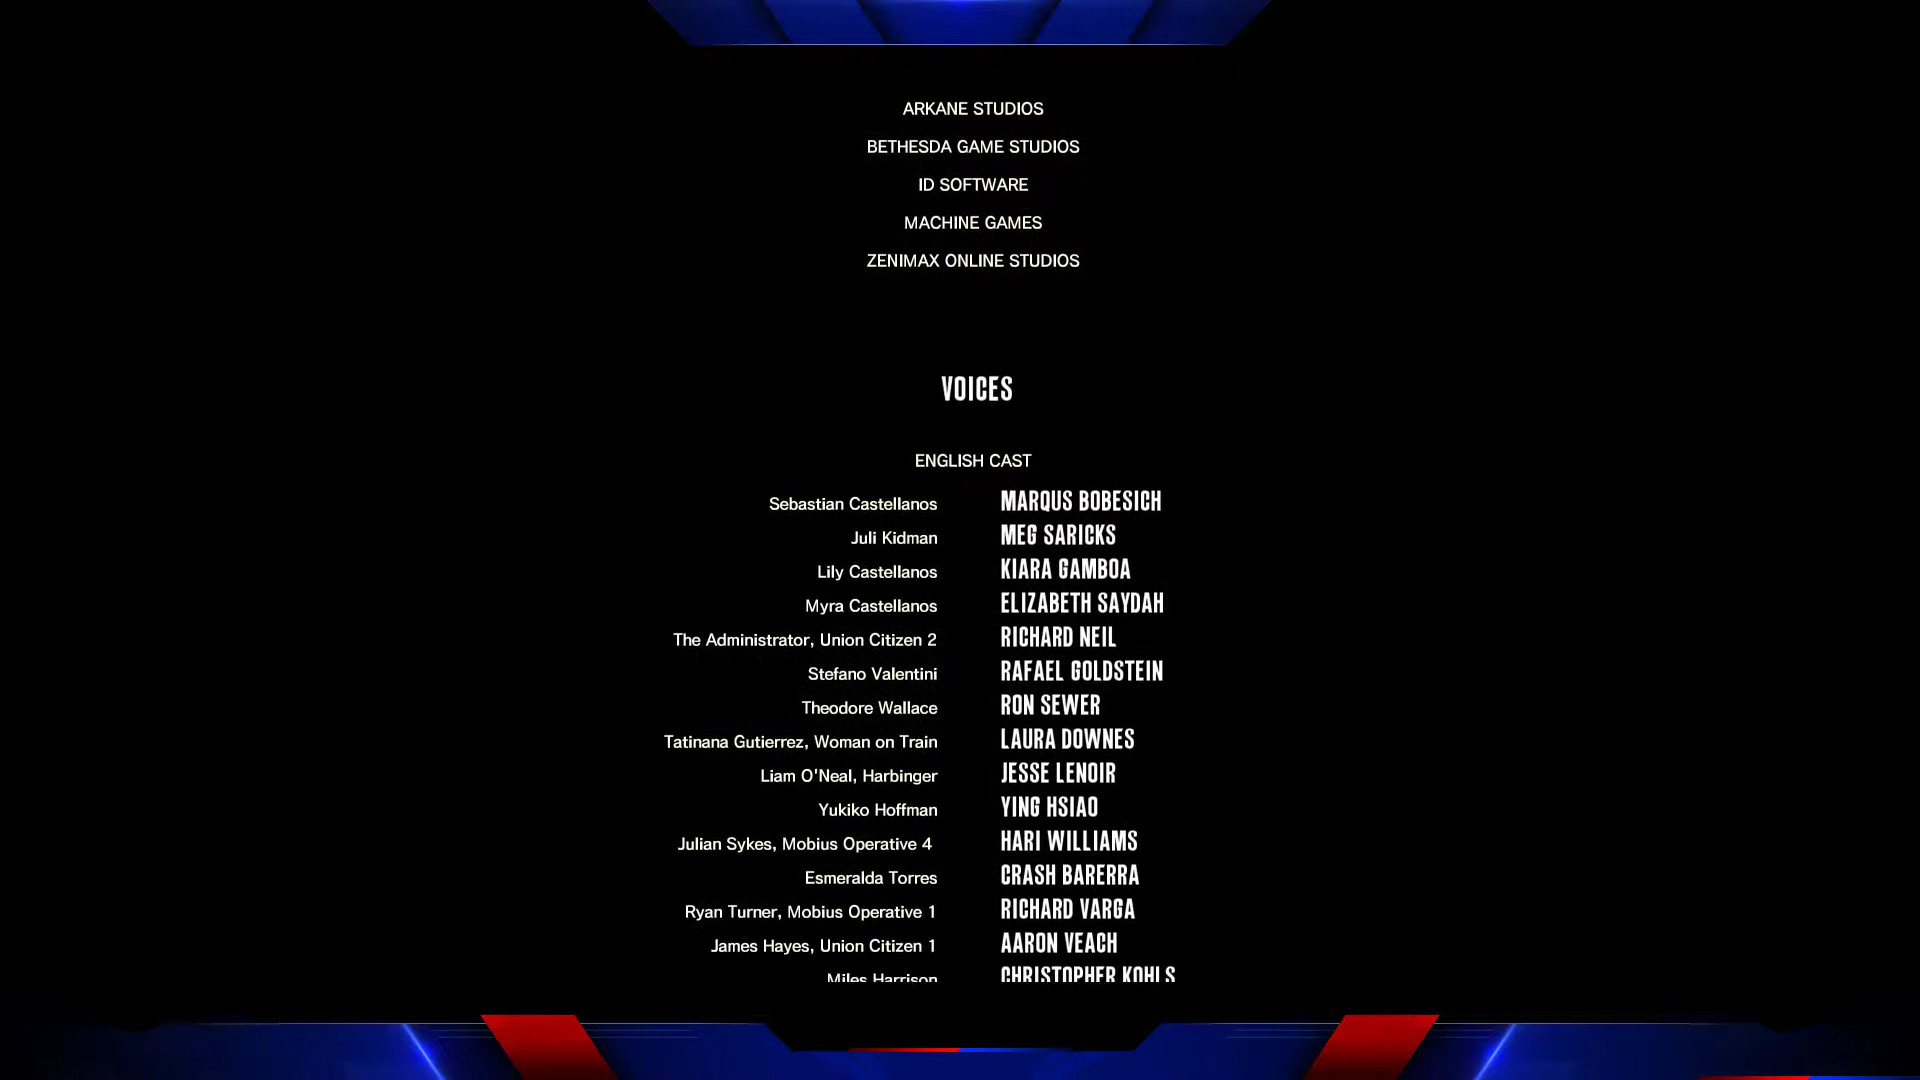 ARKANE STUDIOS
BETHESDA GAME STUDIOS
ID SOFTWARE
MACHINE GAMES
ZENIMAX ONLINE STUDIOS
VOICES
ENGLISH CAST
Sebastian Castellanos MARQUS BOBESICH
Juli Kidman MEG SARICKS
Lily Castellanos KIARA GAMBOA
Myra Castellanos ELIZABETH SAYDAH
The Administrator, Union Citizen 2 RICHARD NEIL
Stefano Valentini RAFAEL GOLDSTEIN
Theodore Wallace RON SEWER
Tatinana Gutierrez, Woman on Train LAURA DOWNES
Liam O'Neal, Harbinger JESSE LENOIR
Yukiko Hoffman YING HSIAO
Julian Sykes, Mobius Operative 4 HARI WILLIAMS
Esmeralda Torres CRASH BARERRA
Ryan Turner, Mobius Operative 1 RICHARD VARGA
James Hayes, Union Citizen 1 AARON VEACH
Miles Harrison CHRISTOPHER KOHLS